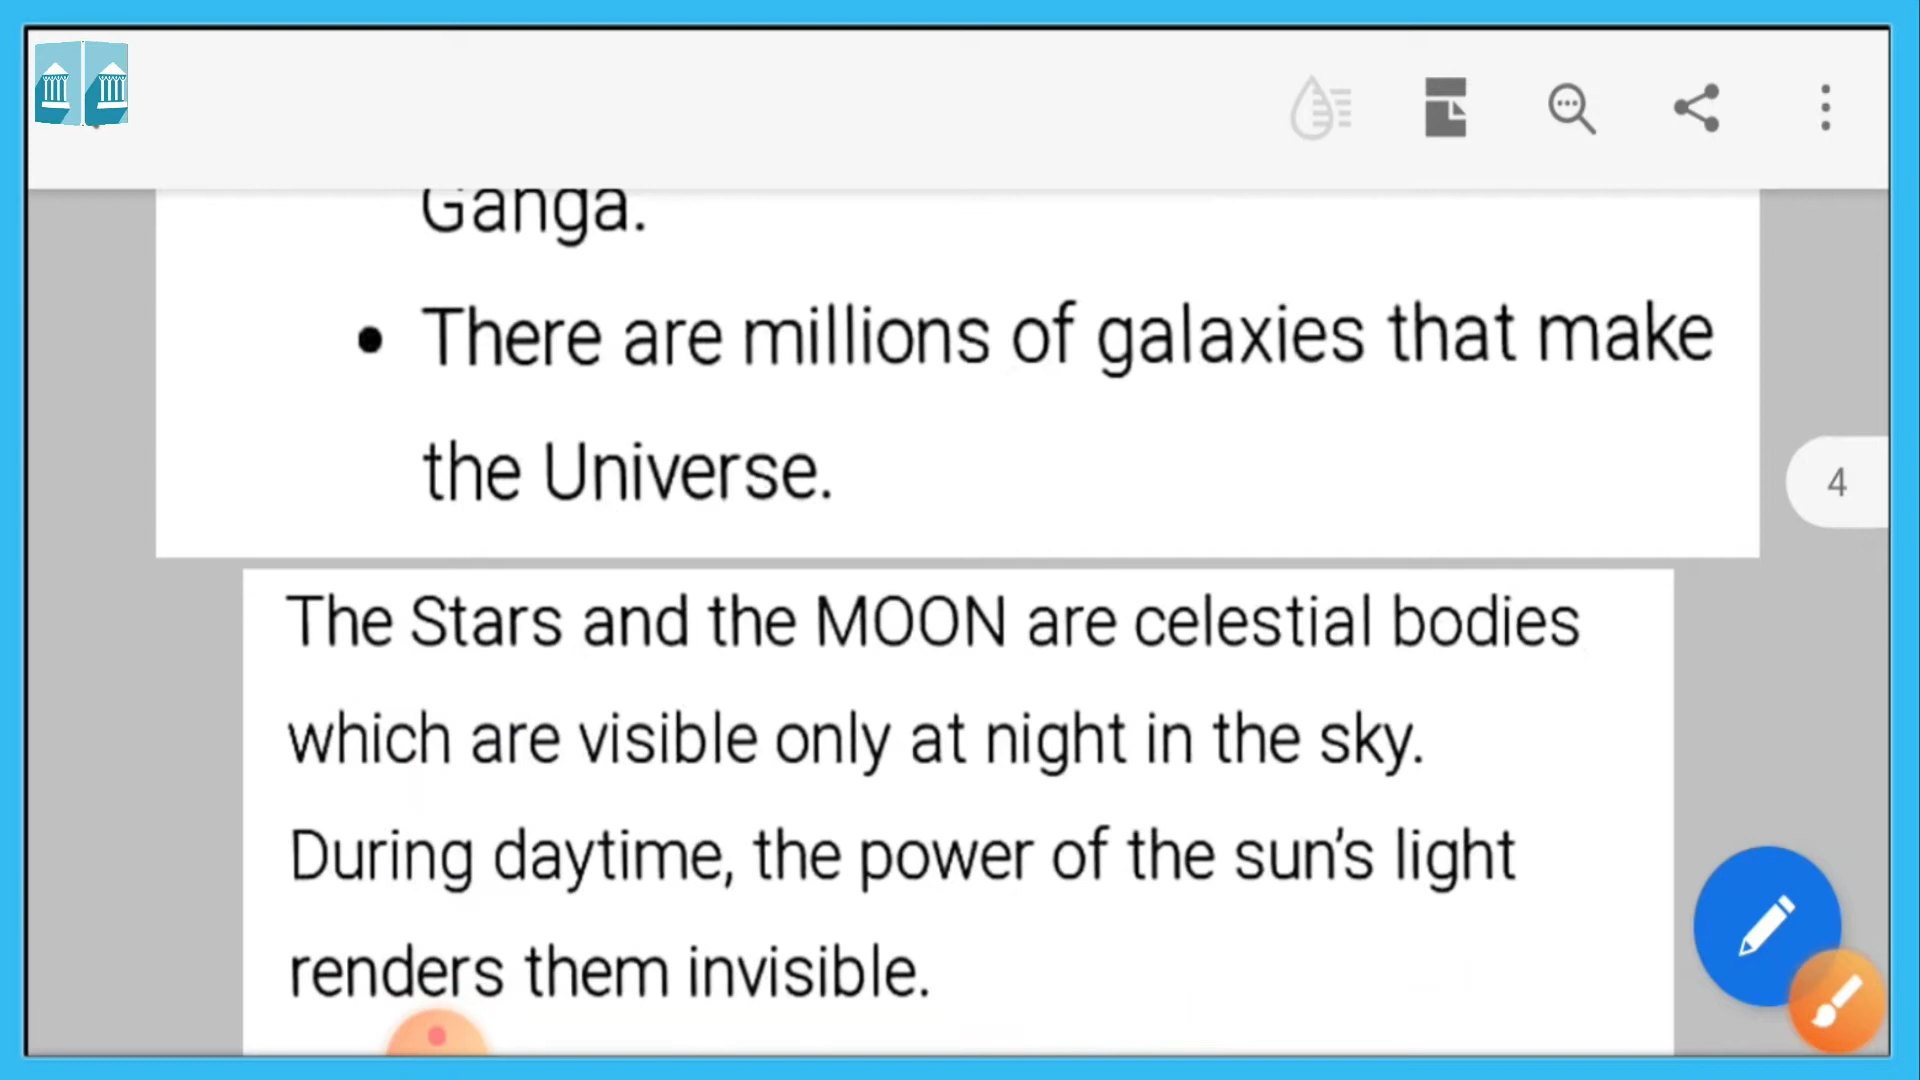 Ganga.
• There are millions of galaxies that make
the Universe.
4
The Stars and the MOON are celestial bodies
which are visible only at night in the sky.
During daytime, the power of the sun's light
renders them invisible.